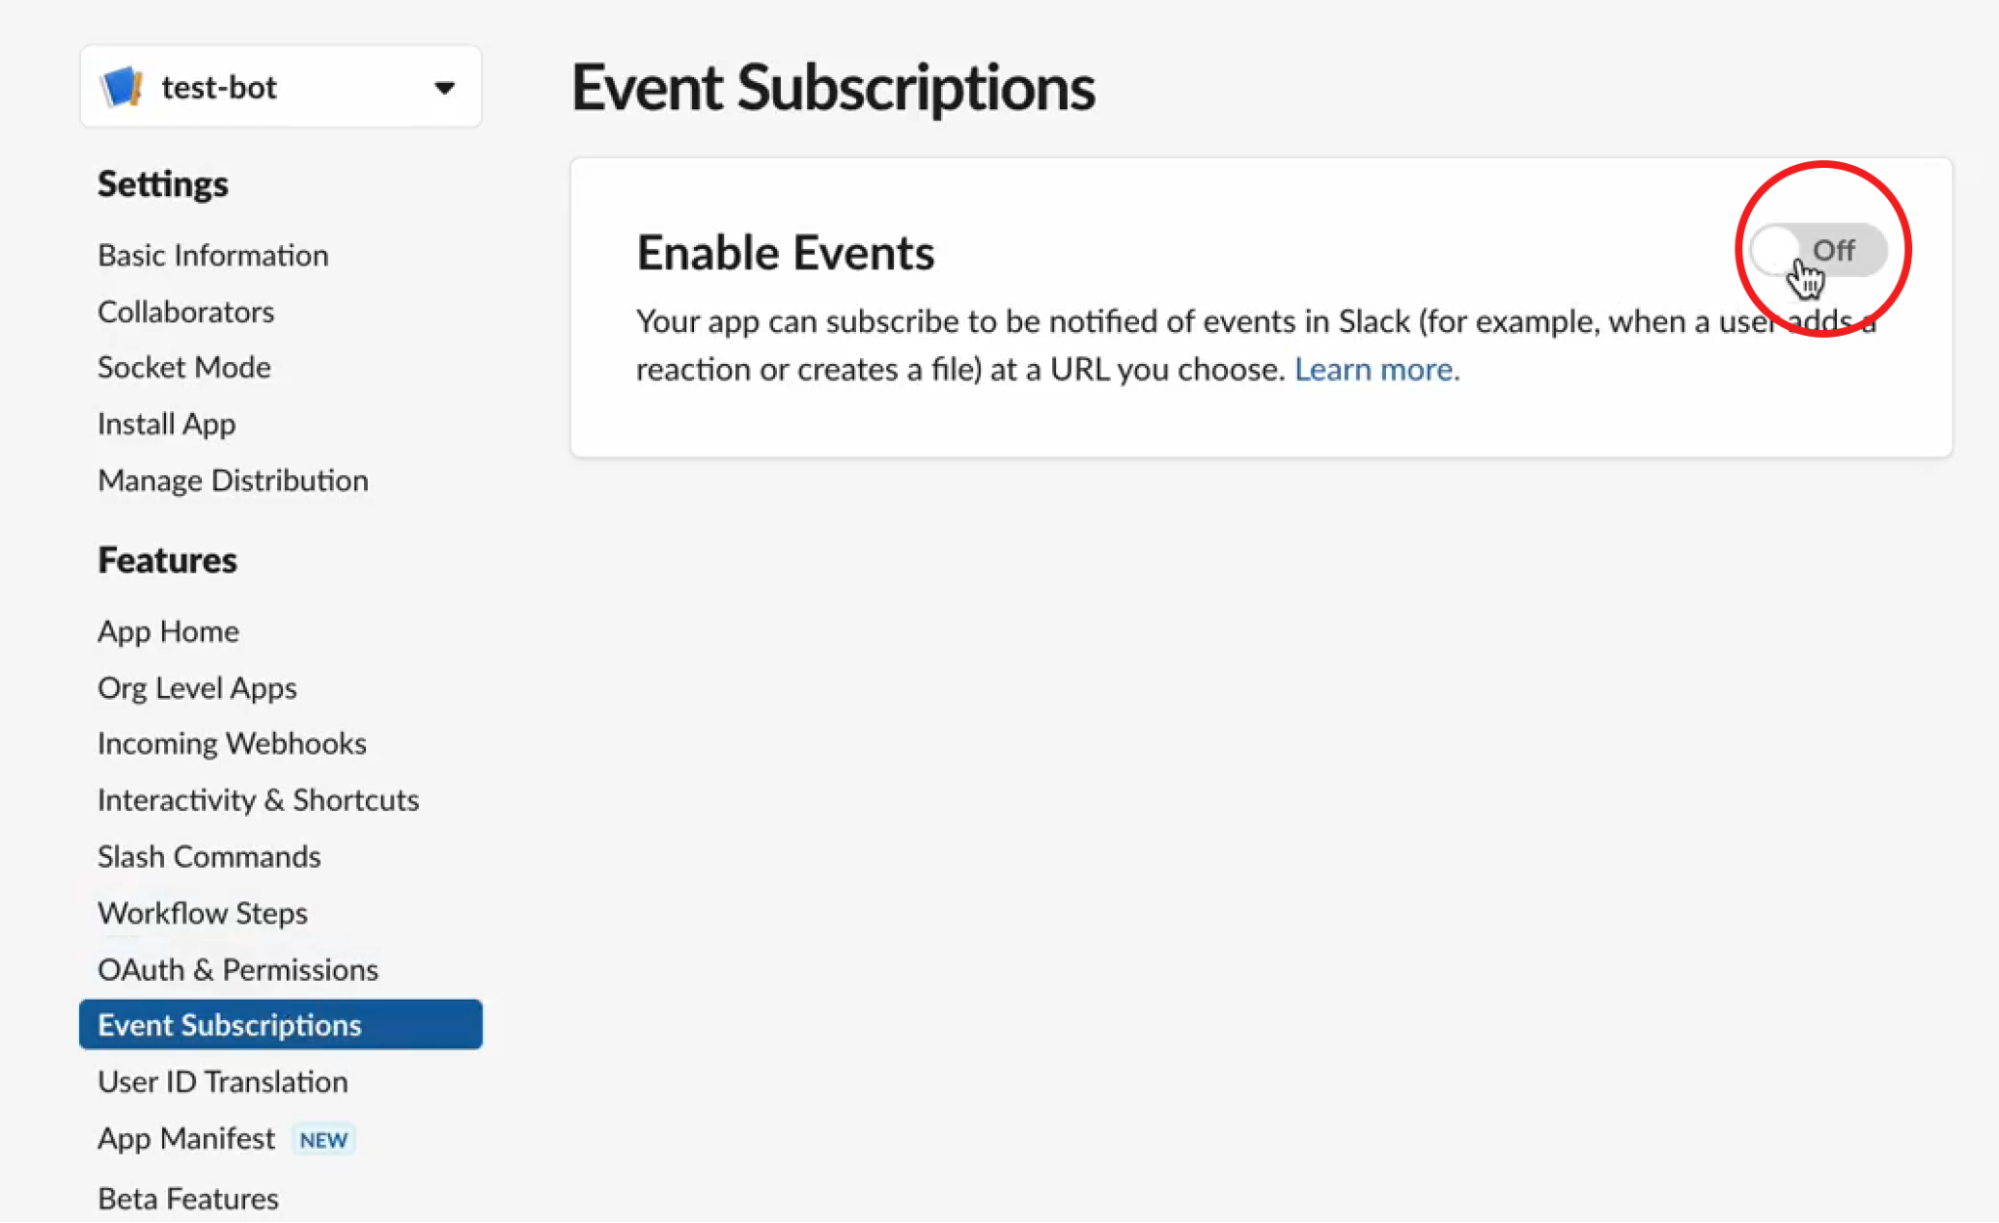 test-bot
Settings
Basic Information
Collaborators
Socket Mode
Install App
Manage Distribution
Features
App Home
Org Level Apps
Incoming Webhooks
Interactivity & Shortcuts
Slash Commands
Workflow Steps
OAuth & Permissions
Event Subscriptions
User ID Translation
App Manifest NEW
Beta Features
Event Subscriptions
Enable Events
Off
Your app can subscribe to be notified of events in Slack (for example, when a user adds a
reaction or creates a file) at a URL you choose. Learn more.